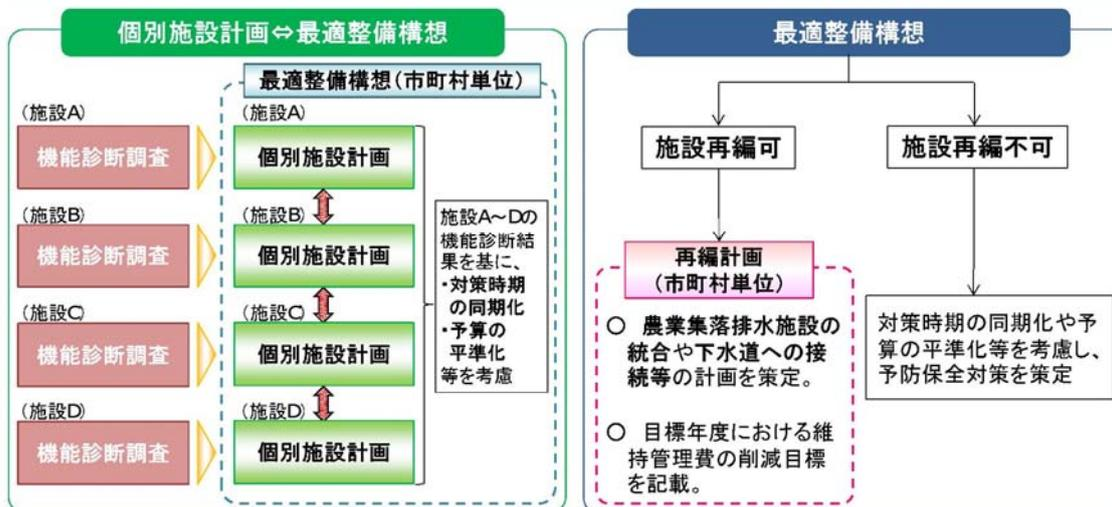 個別施設計画⇔最適整備構想
最適整備構想(市町村単位)
(施設A)
機能診断調査
(施設A)
個別施設計画
(施設B)
機能診断調査
(施設B)
個別施設計画
(施設C)
機能診断調査
(施設C)
個別施設計画
(施設D)
機能診断調査
(施設D)
個別施設計画
施設A~Dの
機能診断結
果を基に、
・対策時期
の同期化
・予算の
平準化
等を考慮
最適整備構想
施設再編可
施設再編不可
再編計画
(市町村単位)
○ 農業集落排水施設の
統合や下水道への接
続等の計画を策定。
○ 目標年度における維
持管理費の削減目標
を記載。
対策時期の同期化や予
算の平準化等を考慮し、
予防保全対策を策定